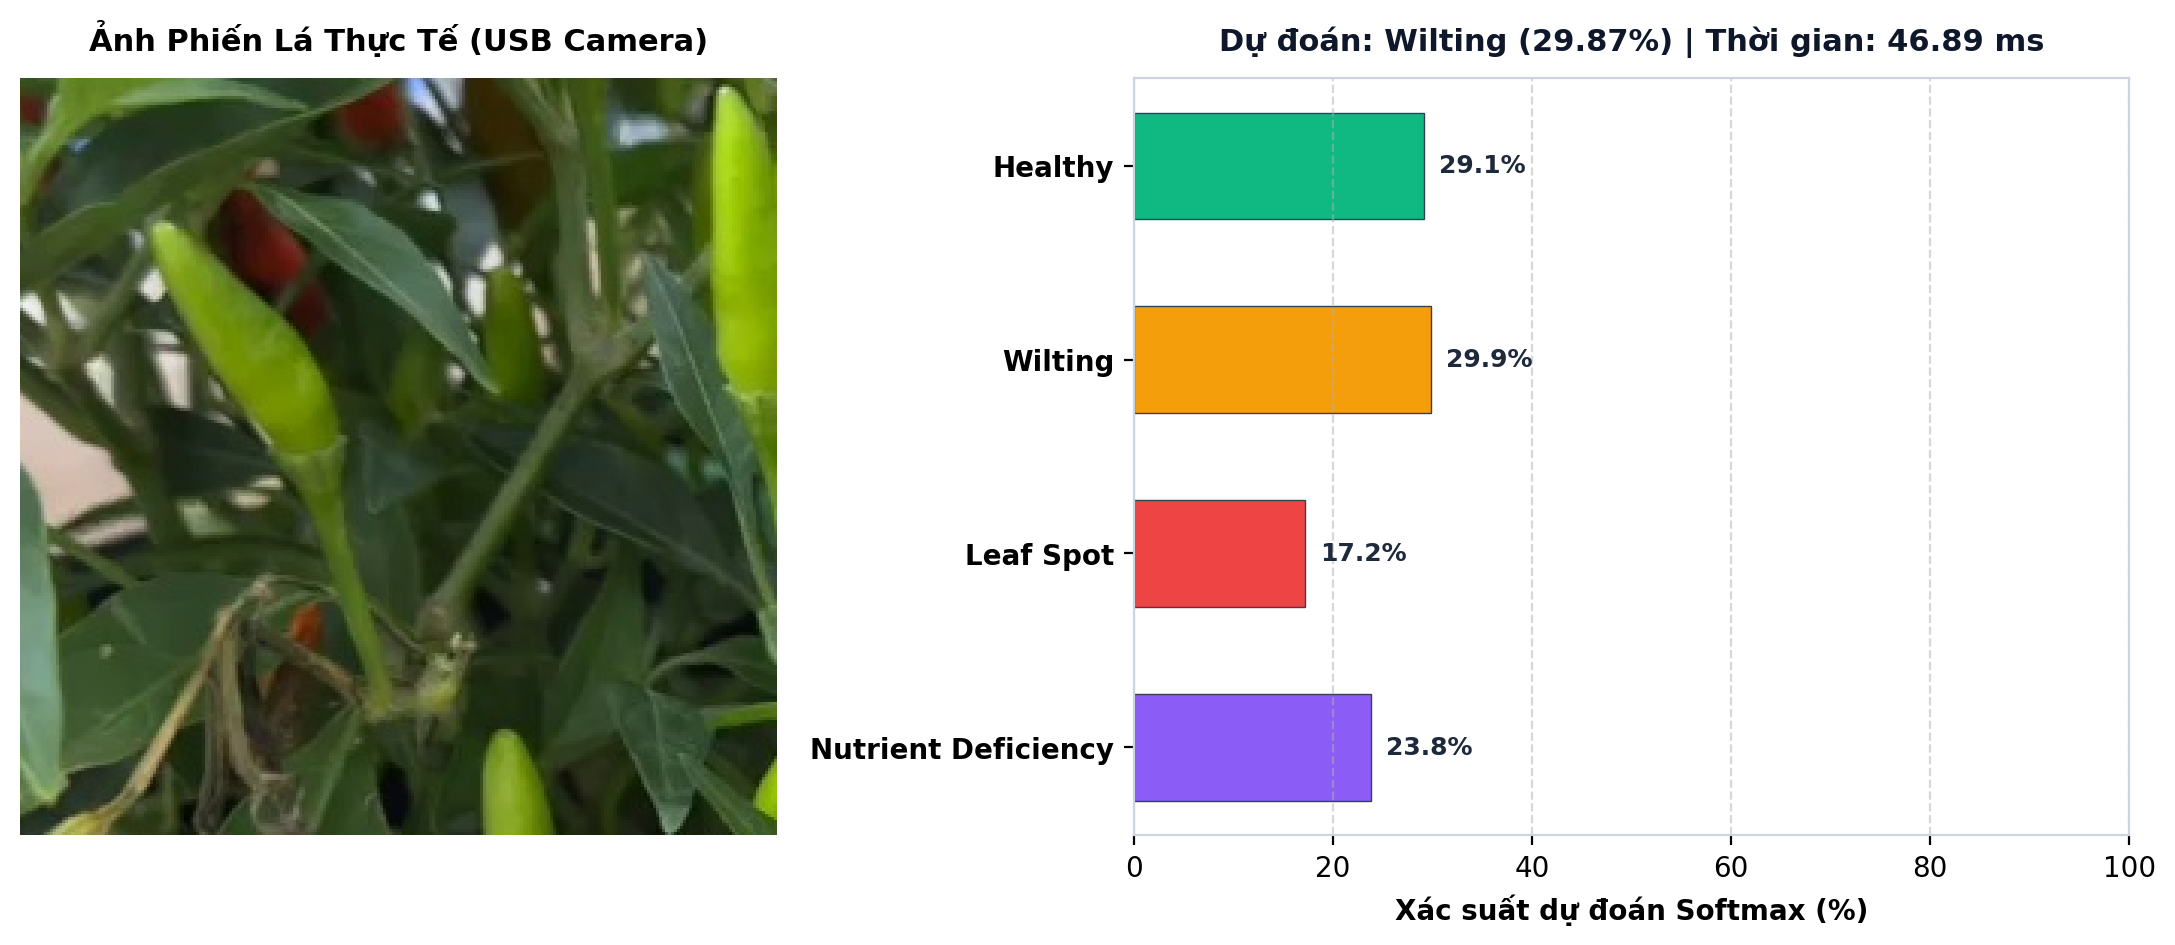 Ảnh Phiến Lá Thực Tế (USB Camera)
Dự đoán: Wilting (29.87%) | Thời gian: 46.89 ms
Healthy
29.1%
Wilting
29.9%
Leaf Spot
17.2%
Nutrient Deficiency
23.8%
0 20 40 60 80 100
Xác suất dự đoán Softmax (%)